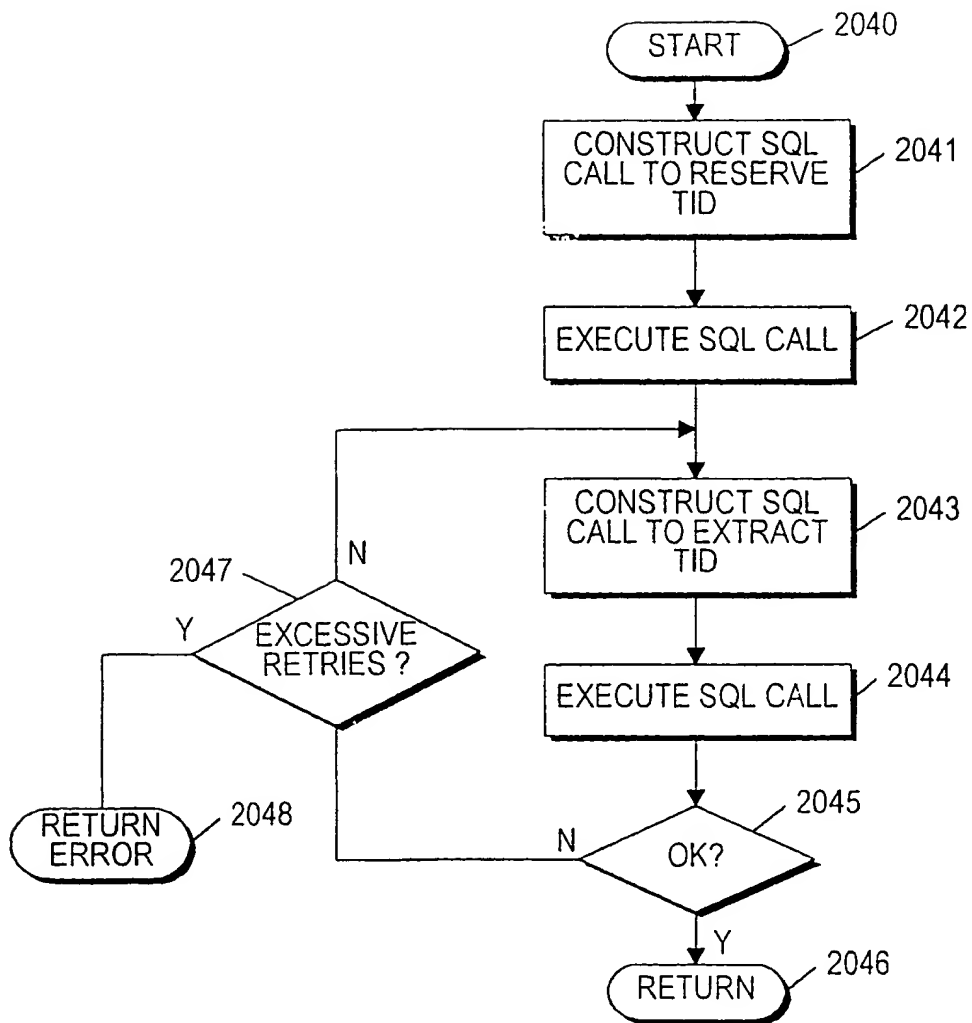 START
2040
CONSTRUCT SQL
CALL TO RESERVE
TID
2041
EXECUTE SQL CALL
2042
CONSTRUCT SQL
CALL TO EXTRACT
TID
2043
N
2047
Y
EXCESSIVE
RETRIES ?
EXECUTE SQL CALL
2044
RETURN
ERROR
2048
2045
N
OK?
Y
RETURN
2046